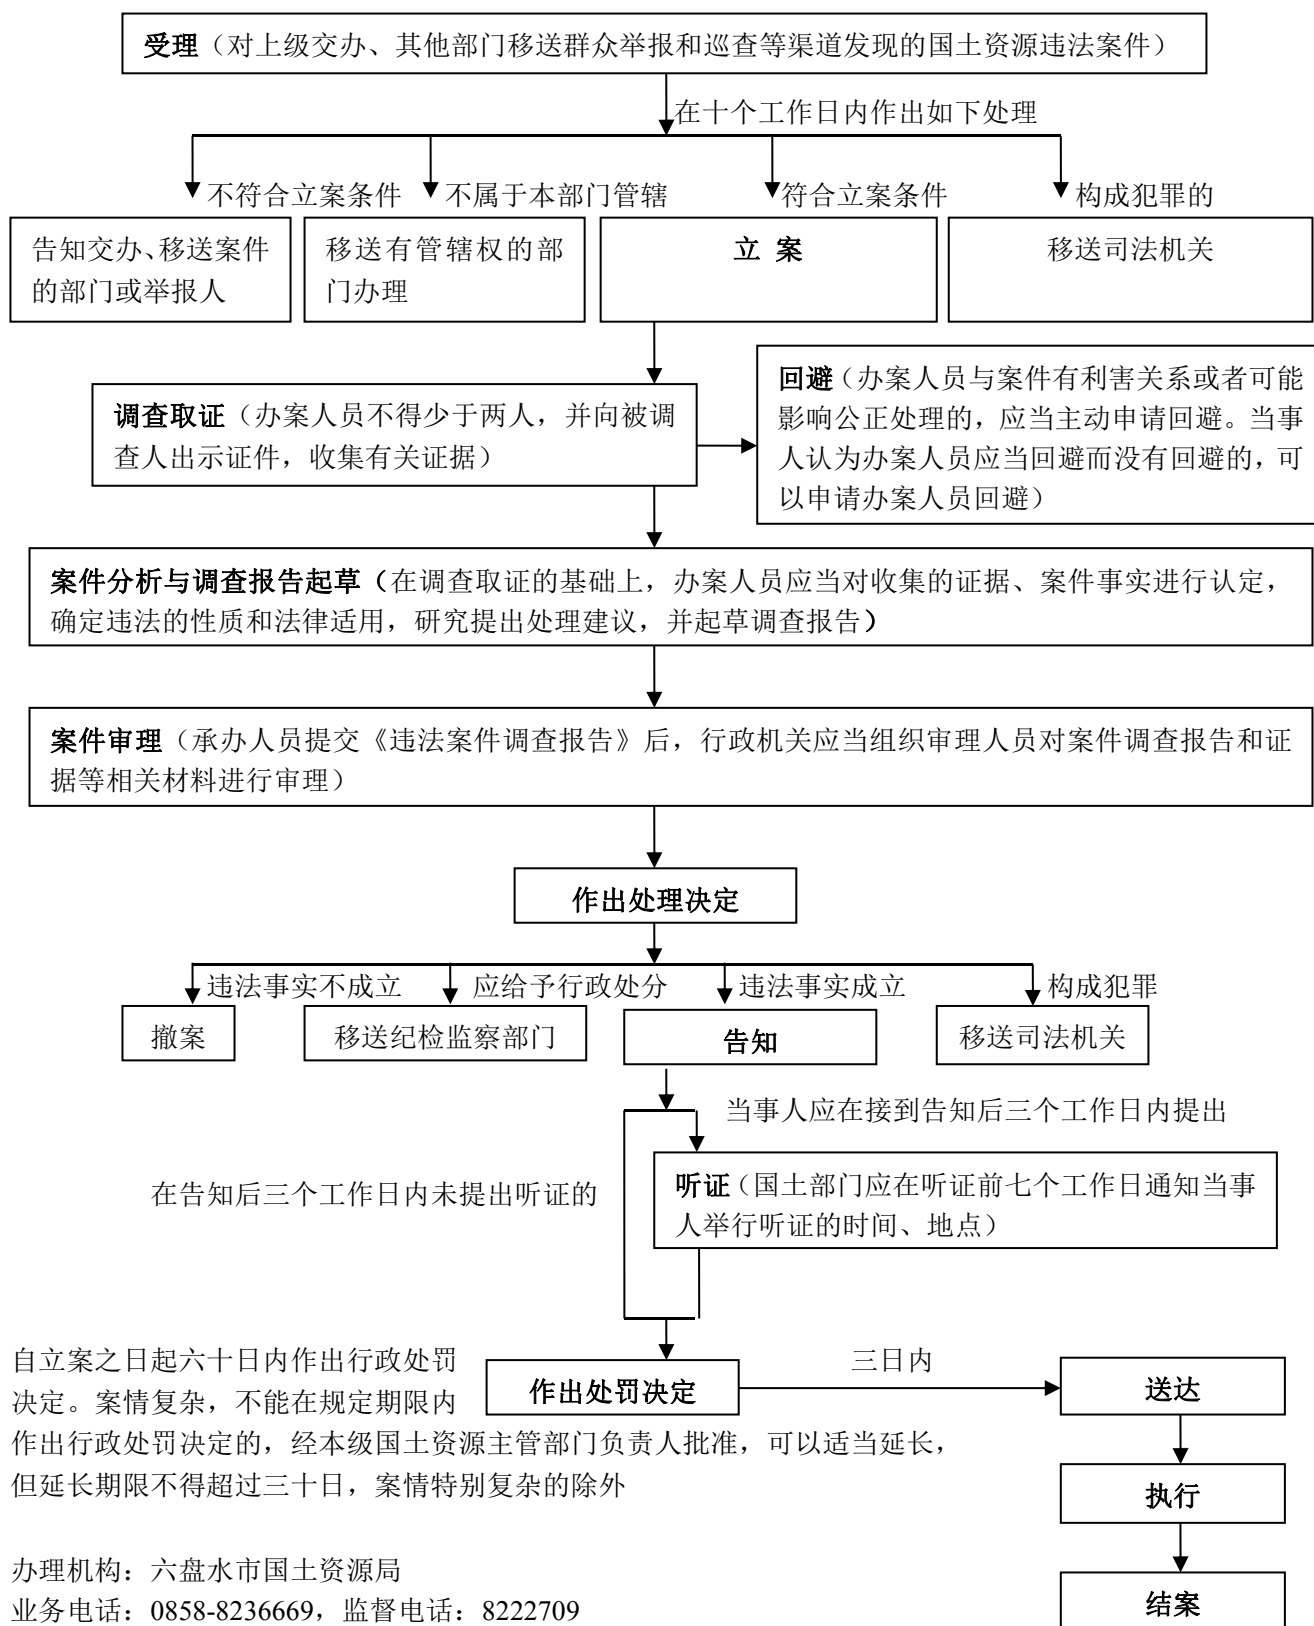 受理（对上级交办、其他部门移送群众举报和巡查等渠道发现的国土资源违法案件）
在十个工作日内作出如下处理
不符合立案条件
不属于本部门管辖
符合立案条件
构成犯罪的
告知交办、移送案件
的部门或举报人
移送有管辖权的部
门办理
立 案
移送司法机关
调查取证（办案人员不得少于两人，并向被调
查人出示证件，收集有关证据）
回避（办案人员与案件有利害关系或者可能
影响公正处理的，应当主动申请回避。当事
人认为办案人员应当回避而没有回避的，可
以申请办案人员回避）
案件分析与调查报告起草（在调查取证的基础上，办案人员应当对收集的证据、案件事实进行认定，
确定违法的性质和法律适用，研究提出处理建议，并起草调查报告）
案件审理（承办人员提交《违法案件调查报告》后，行政机关应当组织审理人员对案件调查报告和证
据等相关材料进行审理）
作出处理决定
违法事实不成立
应给予行政处分
违法事实成立
构成犯罪
撤案
移送纪检监察部门
告知
移送司法机关
当事人应在接到告知后三个工作日内提出
在告知后三个工作日内未提出听证的
听证（国土部门应在听证前七个工作日通知当事
人举行听证的时间、地点）
自立案之日起六十日内作出行政处罚
决定。案情复杂，不能在规定期限内
作出行政处罚决定的，经本级国土资源主管部门负责人批准，可以适当延长，
但延长期限不得超过三十日，案情特别复杂的除外
作出处罚决定
三日内
送达
执行
结案
办理机构：六盘水市国土资源局
业务电话：0858-8236669，监督电话：8222709